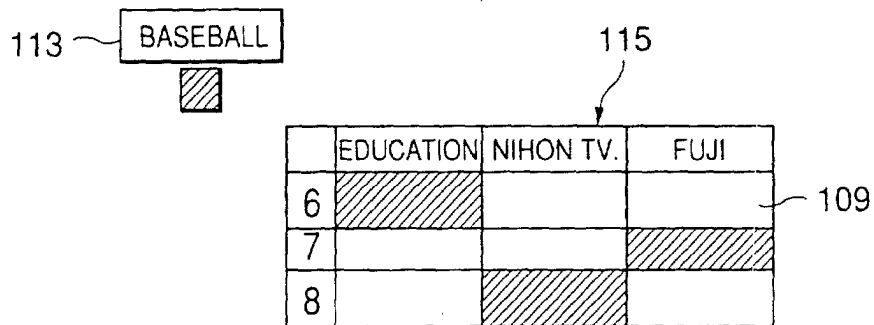 113 BASEBALL
115
EDUCATION NIHON TV. FUJI
6 109
7
8